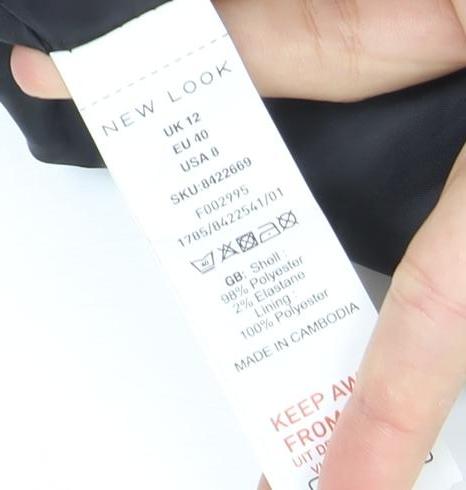 NEW LOOK
UK 12
EU 40
USA 8
SKU:8422669
F002995
1705/8422541/01
GB: Shell:
98% Polyester
2% Elastane
Lining:
100% Polyester
MADE IN CAMBODIA
KEEP
FROM
UIT